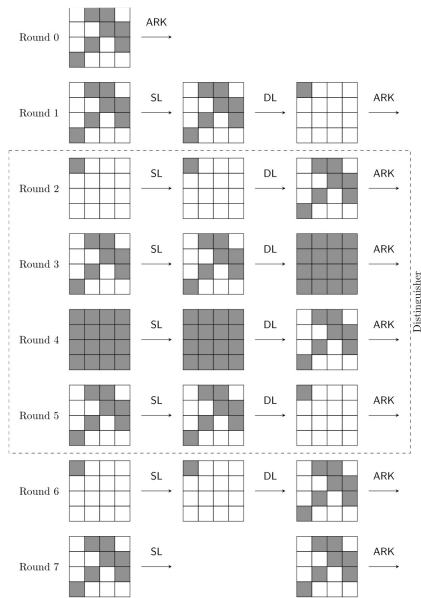 Round 0 ARK
Round 1 SL DL ARK
Round 2 SL DL ARK
Round 3 SL DL ARK
Round 4 SL DL ARK
Round 5 SL DL ARK
Distinguisher
Round 6 SL DL ARK
Round 7 SL ARK